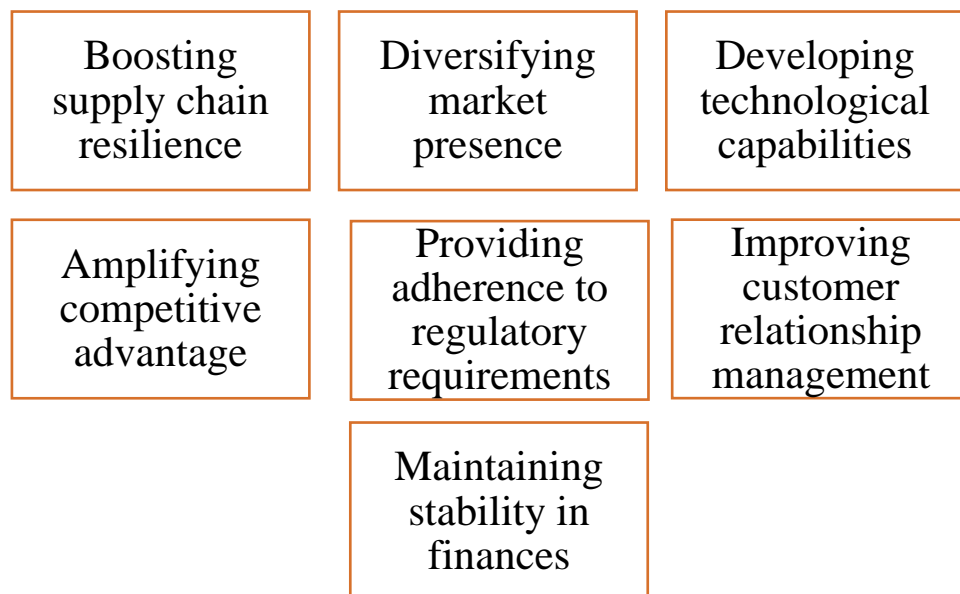 Boosting
supply chain
resilience
Diversifying
market
presence
Developing
technological
capabilities
Amplifying
competitive
advantage
Providing
adherence to
regulatory
requirements
Improving
customer
relationship
management
Maintaining
stability in
finances